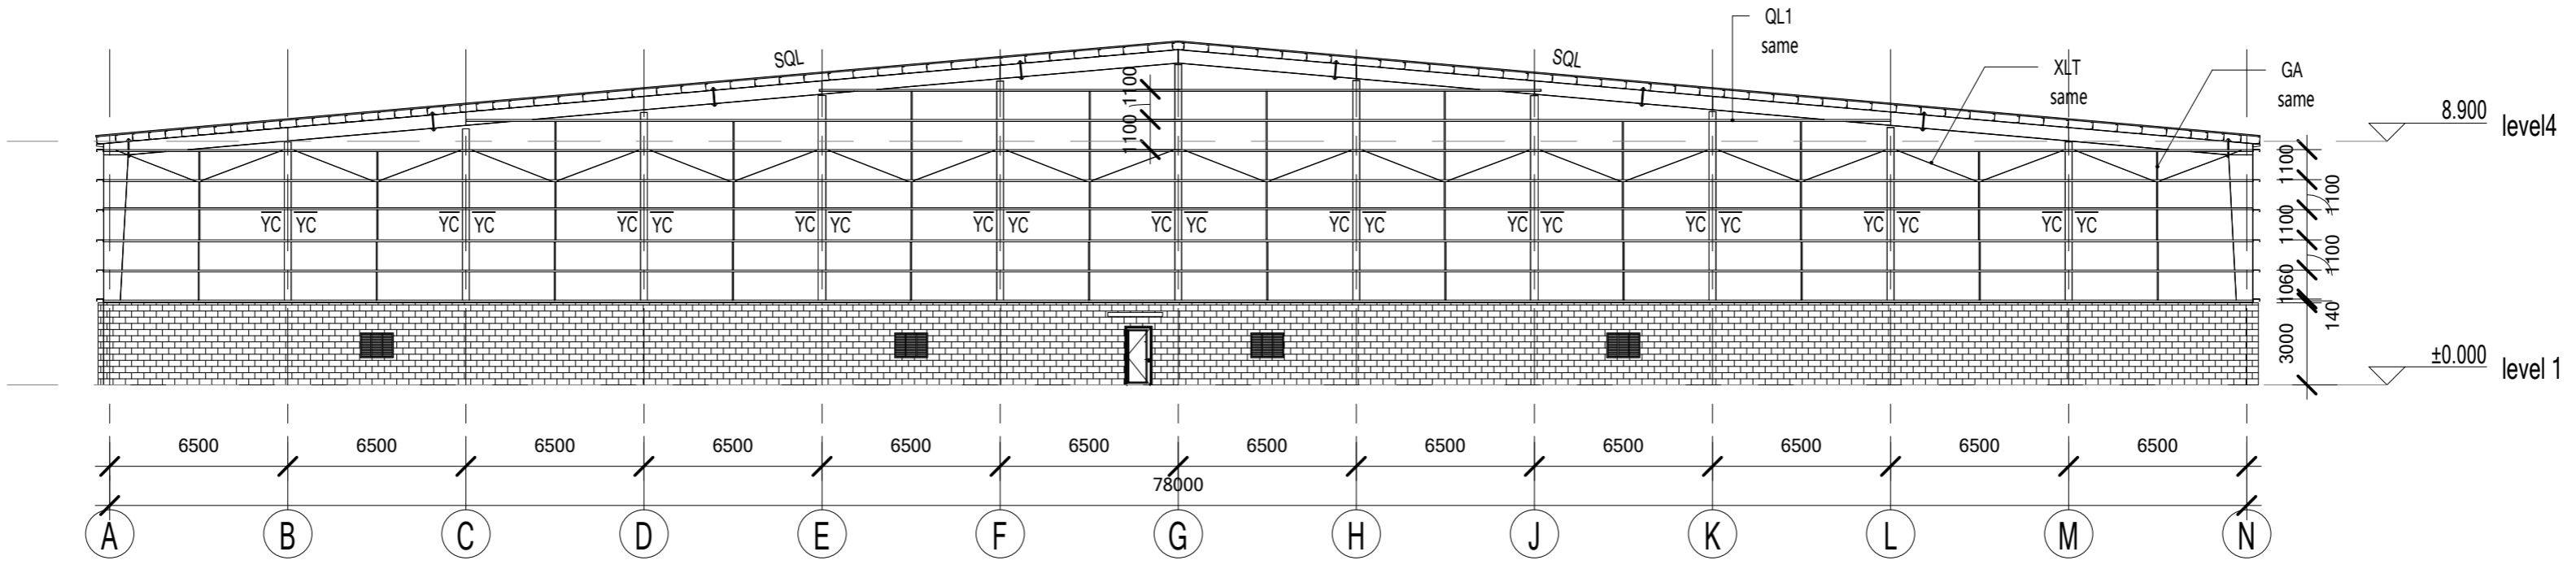 QL1
same
SQL
SQL
XLT
same
GA
same
8.900
level4
1100
1100
1100
1100
1100
1100
1060
140
3000
YC YC YC YC YC YC YC YC YC YC YC YC YC YC YC YC YC YC YC YC YC YC
±0.000
level 1
6500 6500 6500 6500 6500 6500 6500 6500 6500 6500 6500 6500
78000
A B C D E F G H J K L M N